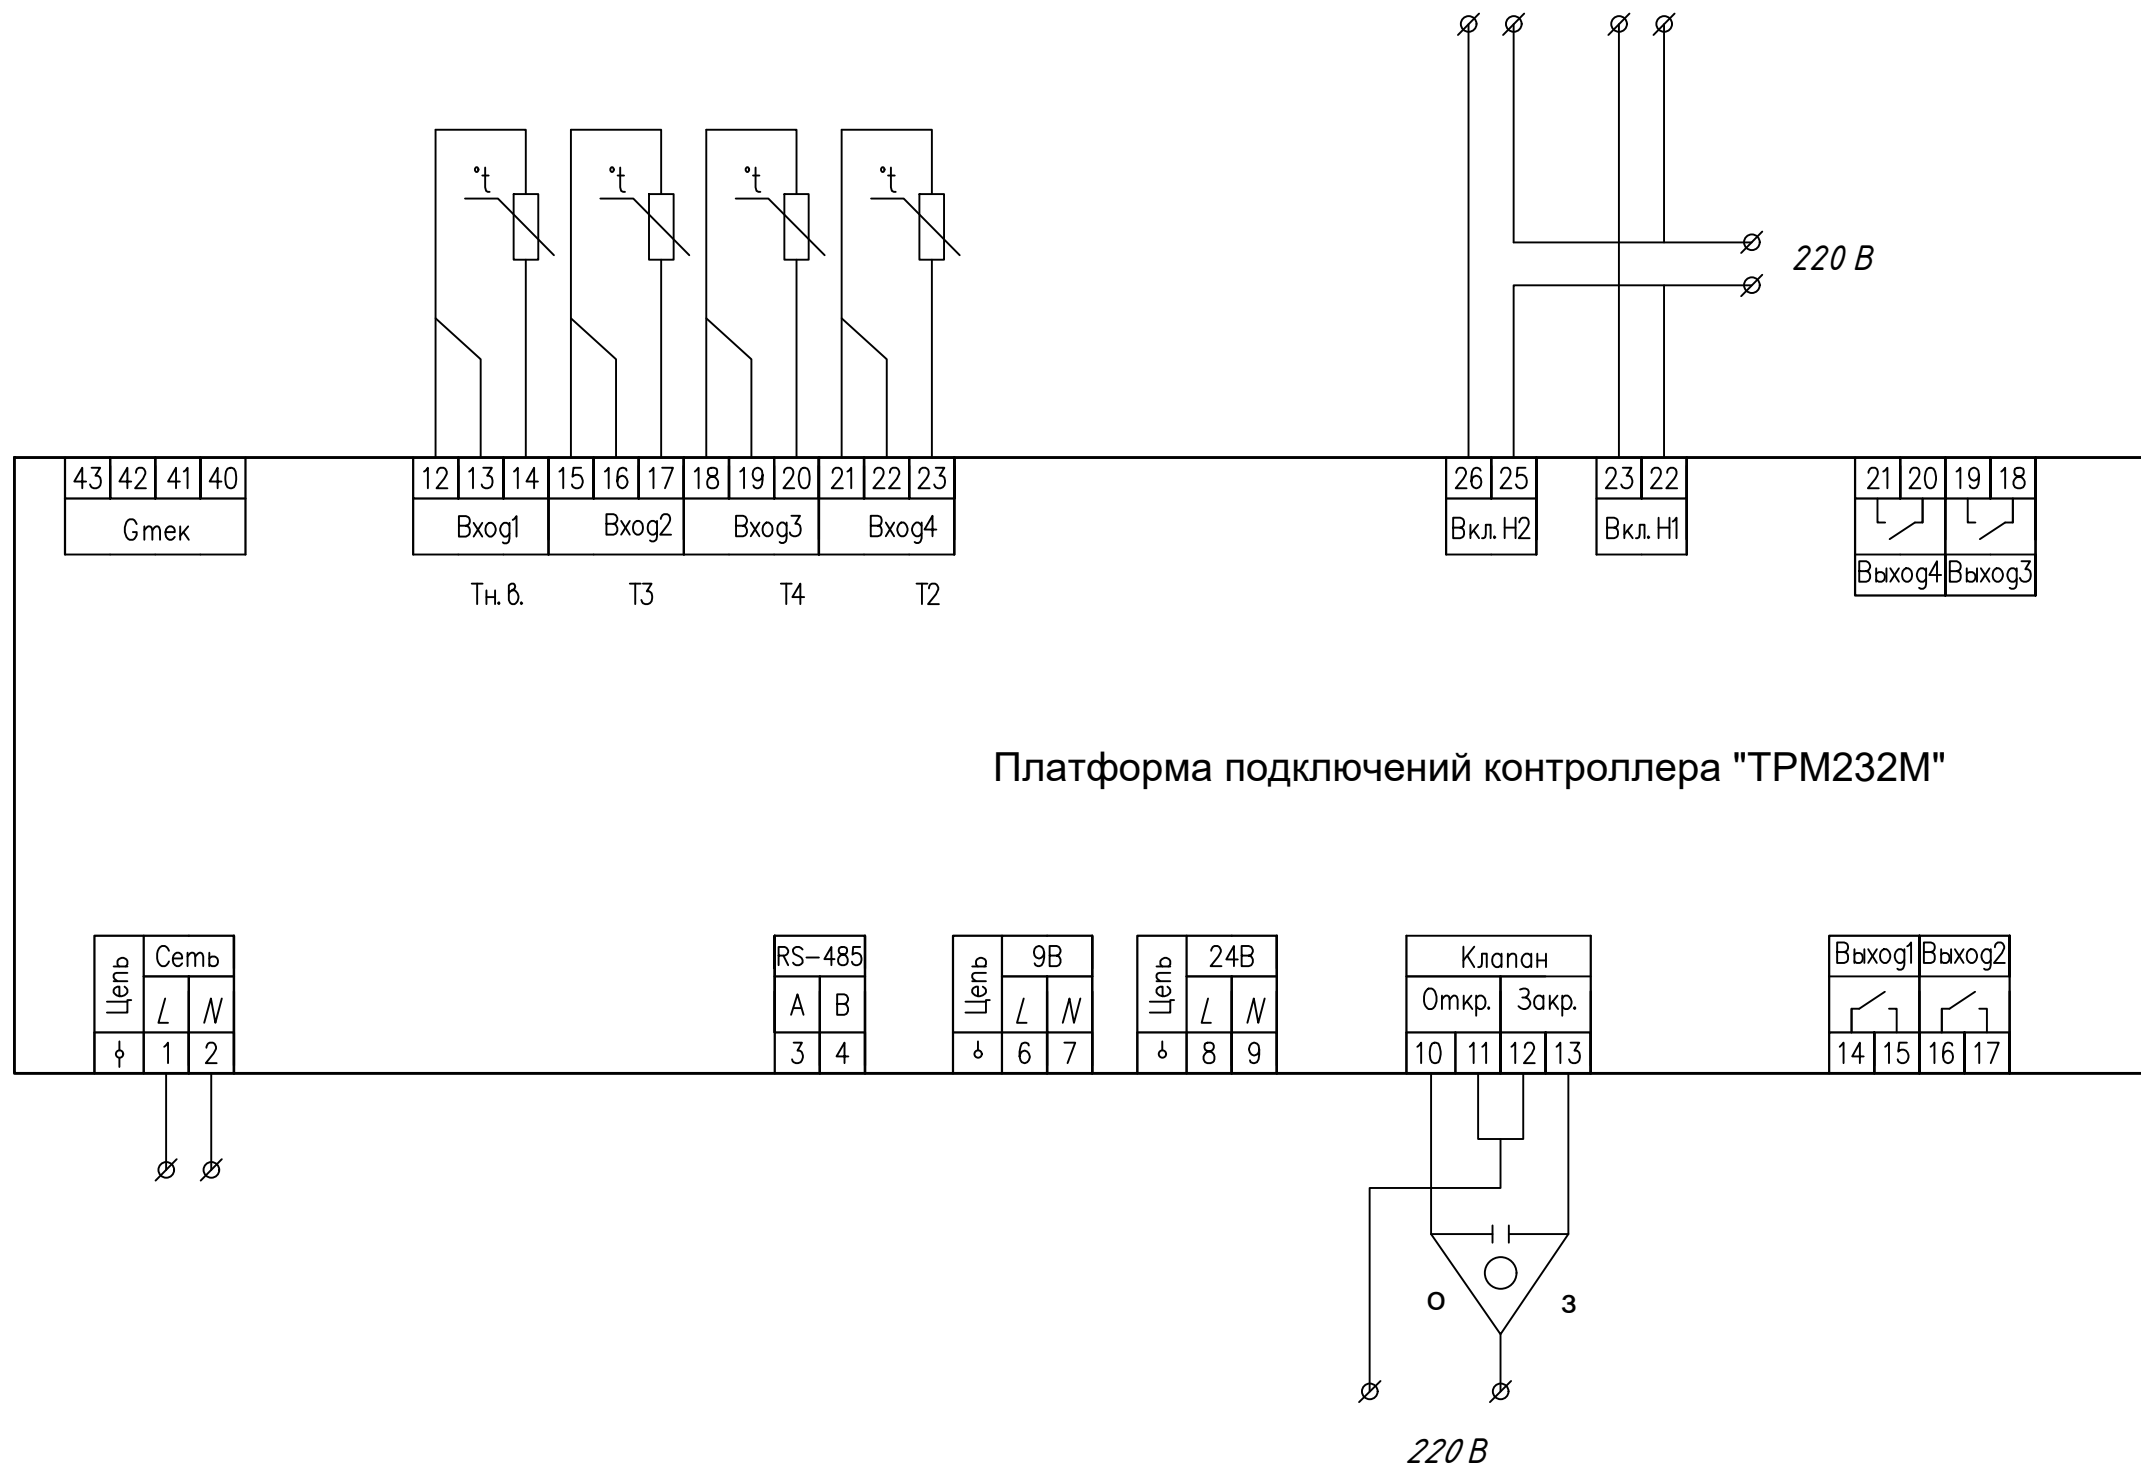 °t °t °t °t
220 В
43 42 41 40 12 13 14 15 16 17 18 19 20 21 22 23 26 25 23 22 21 20 19 18
Gтек Вход1 Вход2 Вход3 Вход4 Вкл. Н2 Вкл. Н1
Выход4 Выход3
Тн. в. Т3 Т4 Т2
Платформа подключений контроллера "ТРМ232М"
Цепь Сеть RS-485 Цепь 9В Цепь 24В Клапан Выход1 Выход2
L N A B L N L N Откр. Закр.
1 2 3 4 6 7 8 9 10 11 12 13 14 15 16 17
О З
220 В